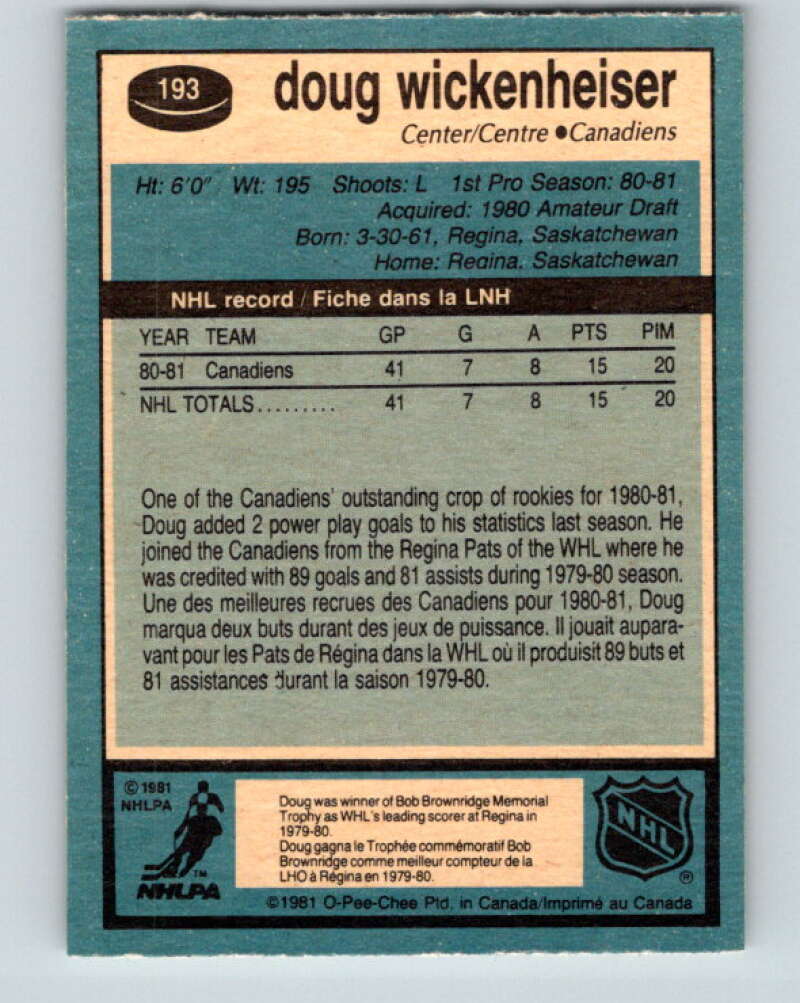 193
doug wickenheiser
Center/Centre ●Canadiens
Ht: 6'0" Wt: 195 Shoots: L 1st Pro Season: 80-81
Acquired: 1980 Amateur Draft
Born: 3-30-61, Regina, Saskatchewan
Home: Regina, Saskatchewan
NHL record / Fiche dans la LNH
YEAR TEAM GP G A PTS PIM
80-81 Canadiens 41 7 8 15 20
NHL TOTALS......... 41 7 8 15 20
One of the Canadiens' outstanding crop of rookies for 1980-81,
Doug added 2 power play goals to his statistics last season. He
joined the Canadiens from the Regina Pats of the WHL where he
was credited with 89 goals and 81 assists during 1979-80 season.
Une des meilleures recrues des Canadiens pour 1980-81, Doug
marqua deux buts durant des jeux de puissance. Il jouait aupara-
vant pour les Pats de Régina dans la WHL où il produisit 89 buts et
81 assistances durant la saison 1979-80.
© 1981
NHLPA
TM
NHLPA
Doug was winner of Bob Brownridge Memorial
Trophy as WHL's leading scorer at Regina in
1979-80.
Doug gagna le Trophée commémoratif Bob
Brownridge comme meilleur compteur de la
LHO à Régina en 1979-80.
NHL
®
©1981 O-Pee-Chee Ptd. in Canada/Imprimé au Canada